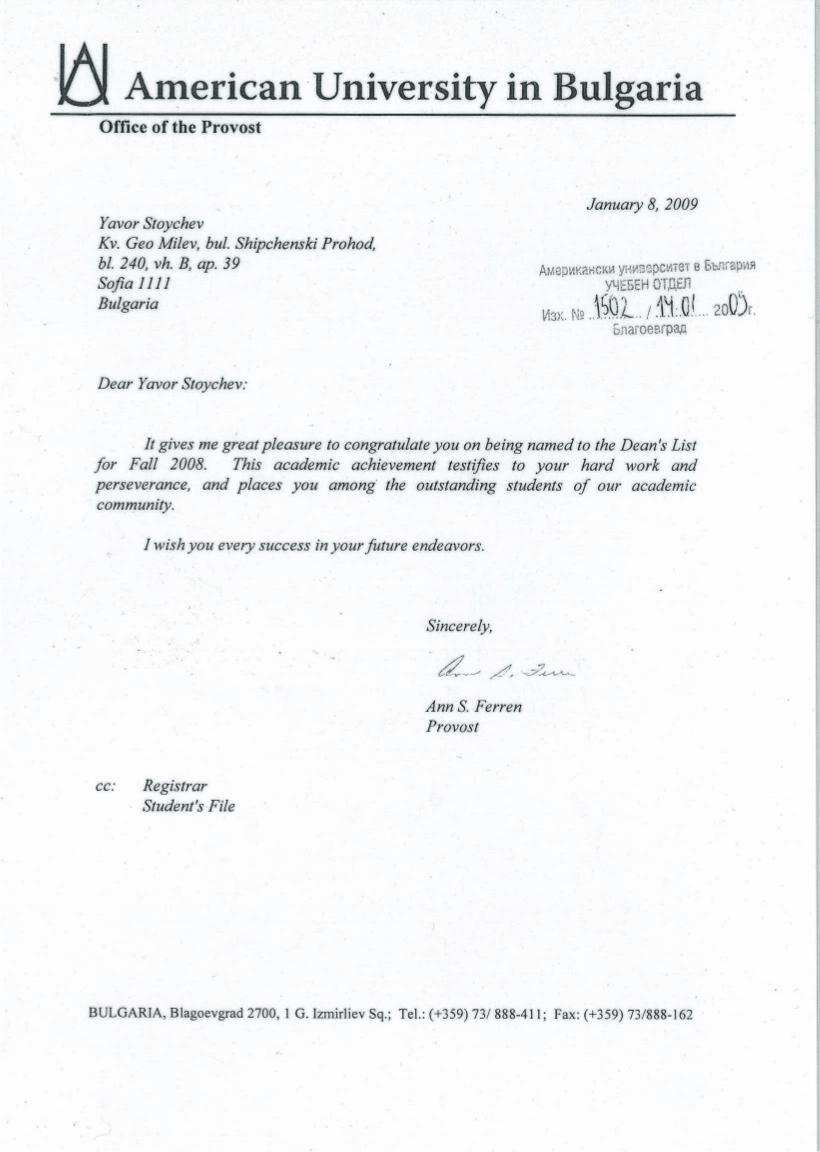 American University in Bulgaria
Office of the Provost
January 8, 2009
Yavor Stoychev
Kv. Geo Milev, bul. Shipchenski Prohod,
bl. 240, vh. B, ap. 39
Sofia 1111
Bulgaria
Американски университет в България
УЧЕБЕН ОТДЕЛ
Изх. № 1502 / 14.01 2009г.
Благоевград
Dear Yavor Stoychev:
It gives me great pleasure to congratulate you on being named to the Dean's List
for Fall 2008. This academic achievement testifies to your hard work and
perseverance, and places you among the outstanding students of our academic
community.
I wish you every success in your future endeavors.
Sincerely,
Ann S. Ferren
Ann S. Ferren
Provost
cc: Registrar
Student's File
BULGARIA, Blagoevgrad 2700, 1 G. Izmirliev Sq.; Tel.: (+359) 73/ 888-411; Fax: (+359) 73/888-162